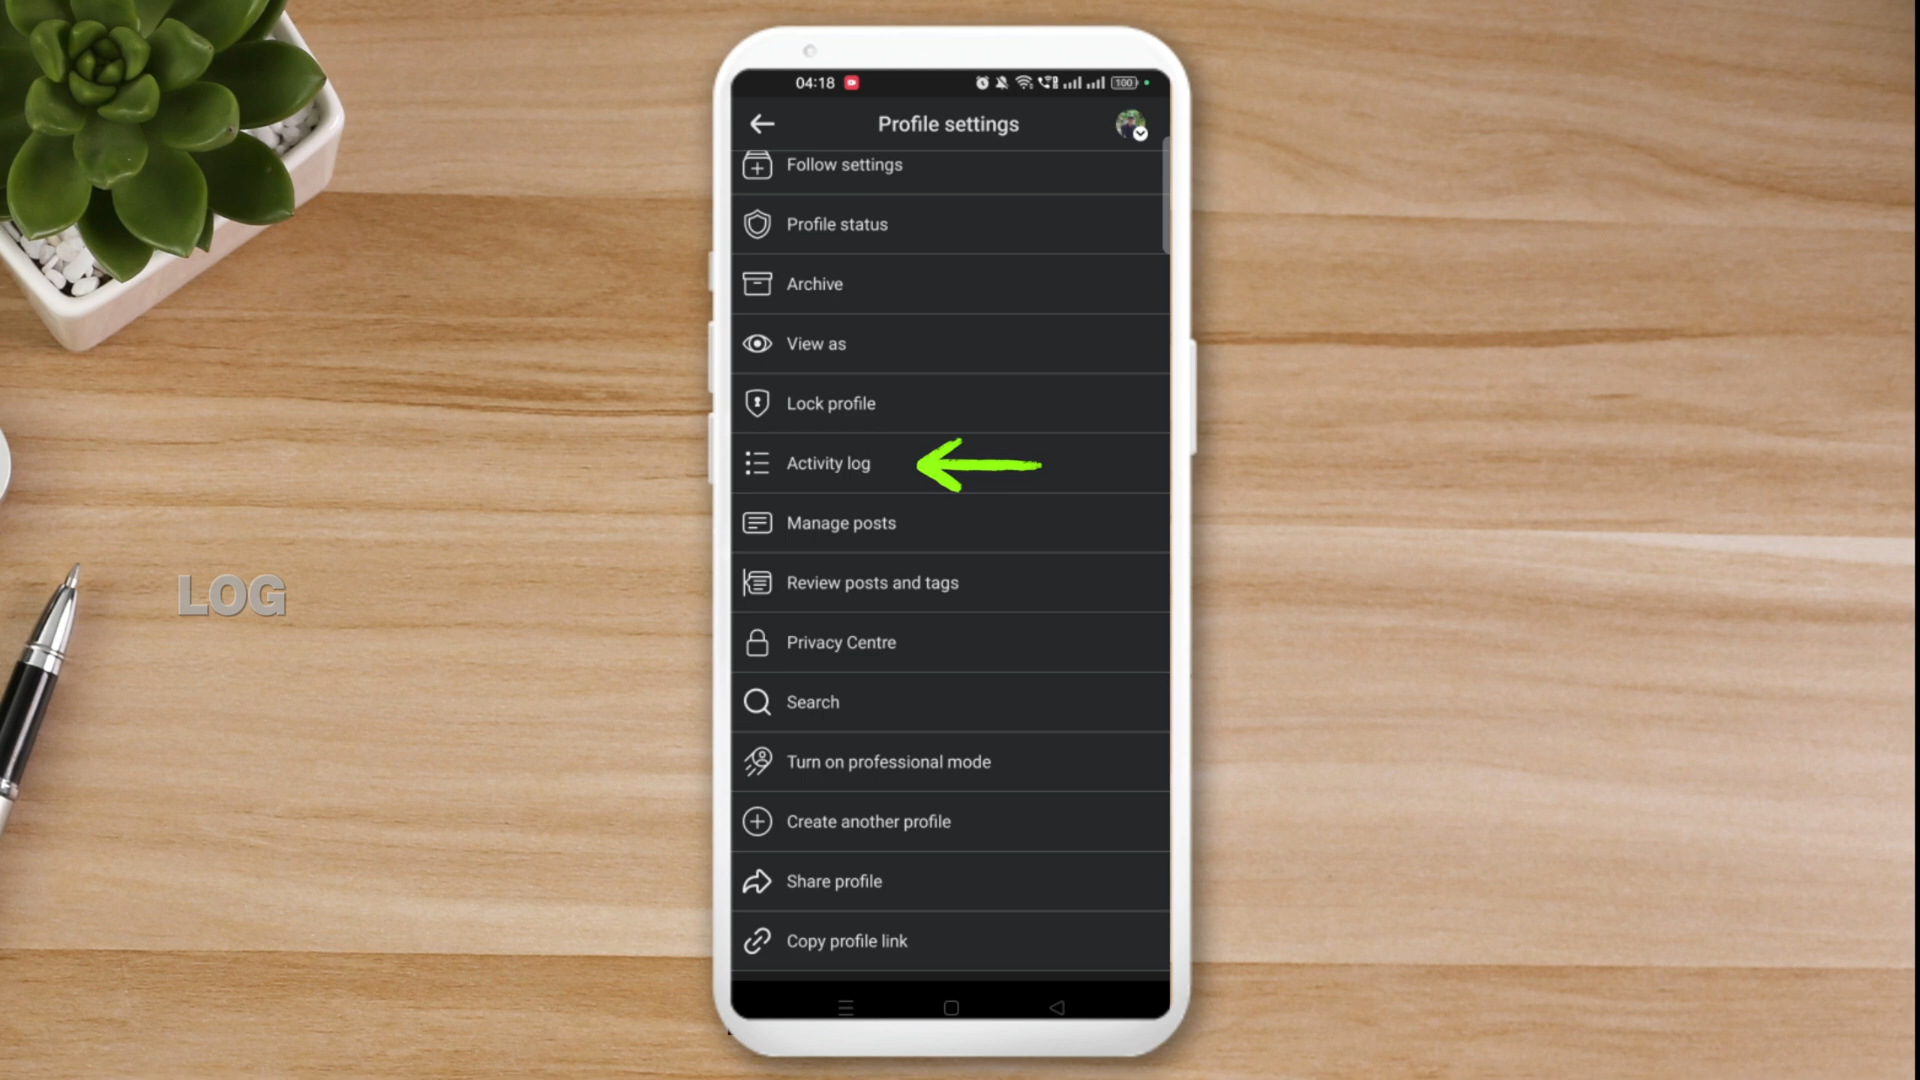 04:18
100
Profile settings
Follow settings
Profile status
Archive
View as
Lock profile
Activity log
Manage posts
Review posts and tags
Privacy Centre
Search
Turn on professional mode
Create another profile
Share profile
Copy profile link
LOG